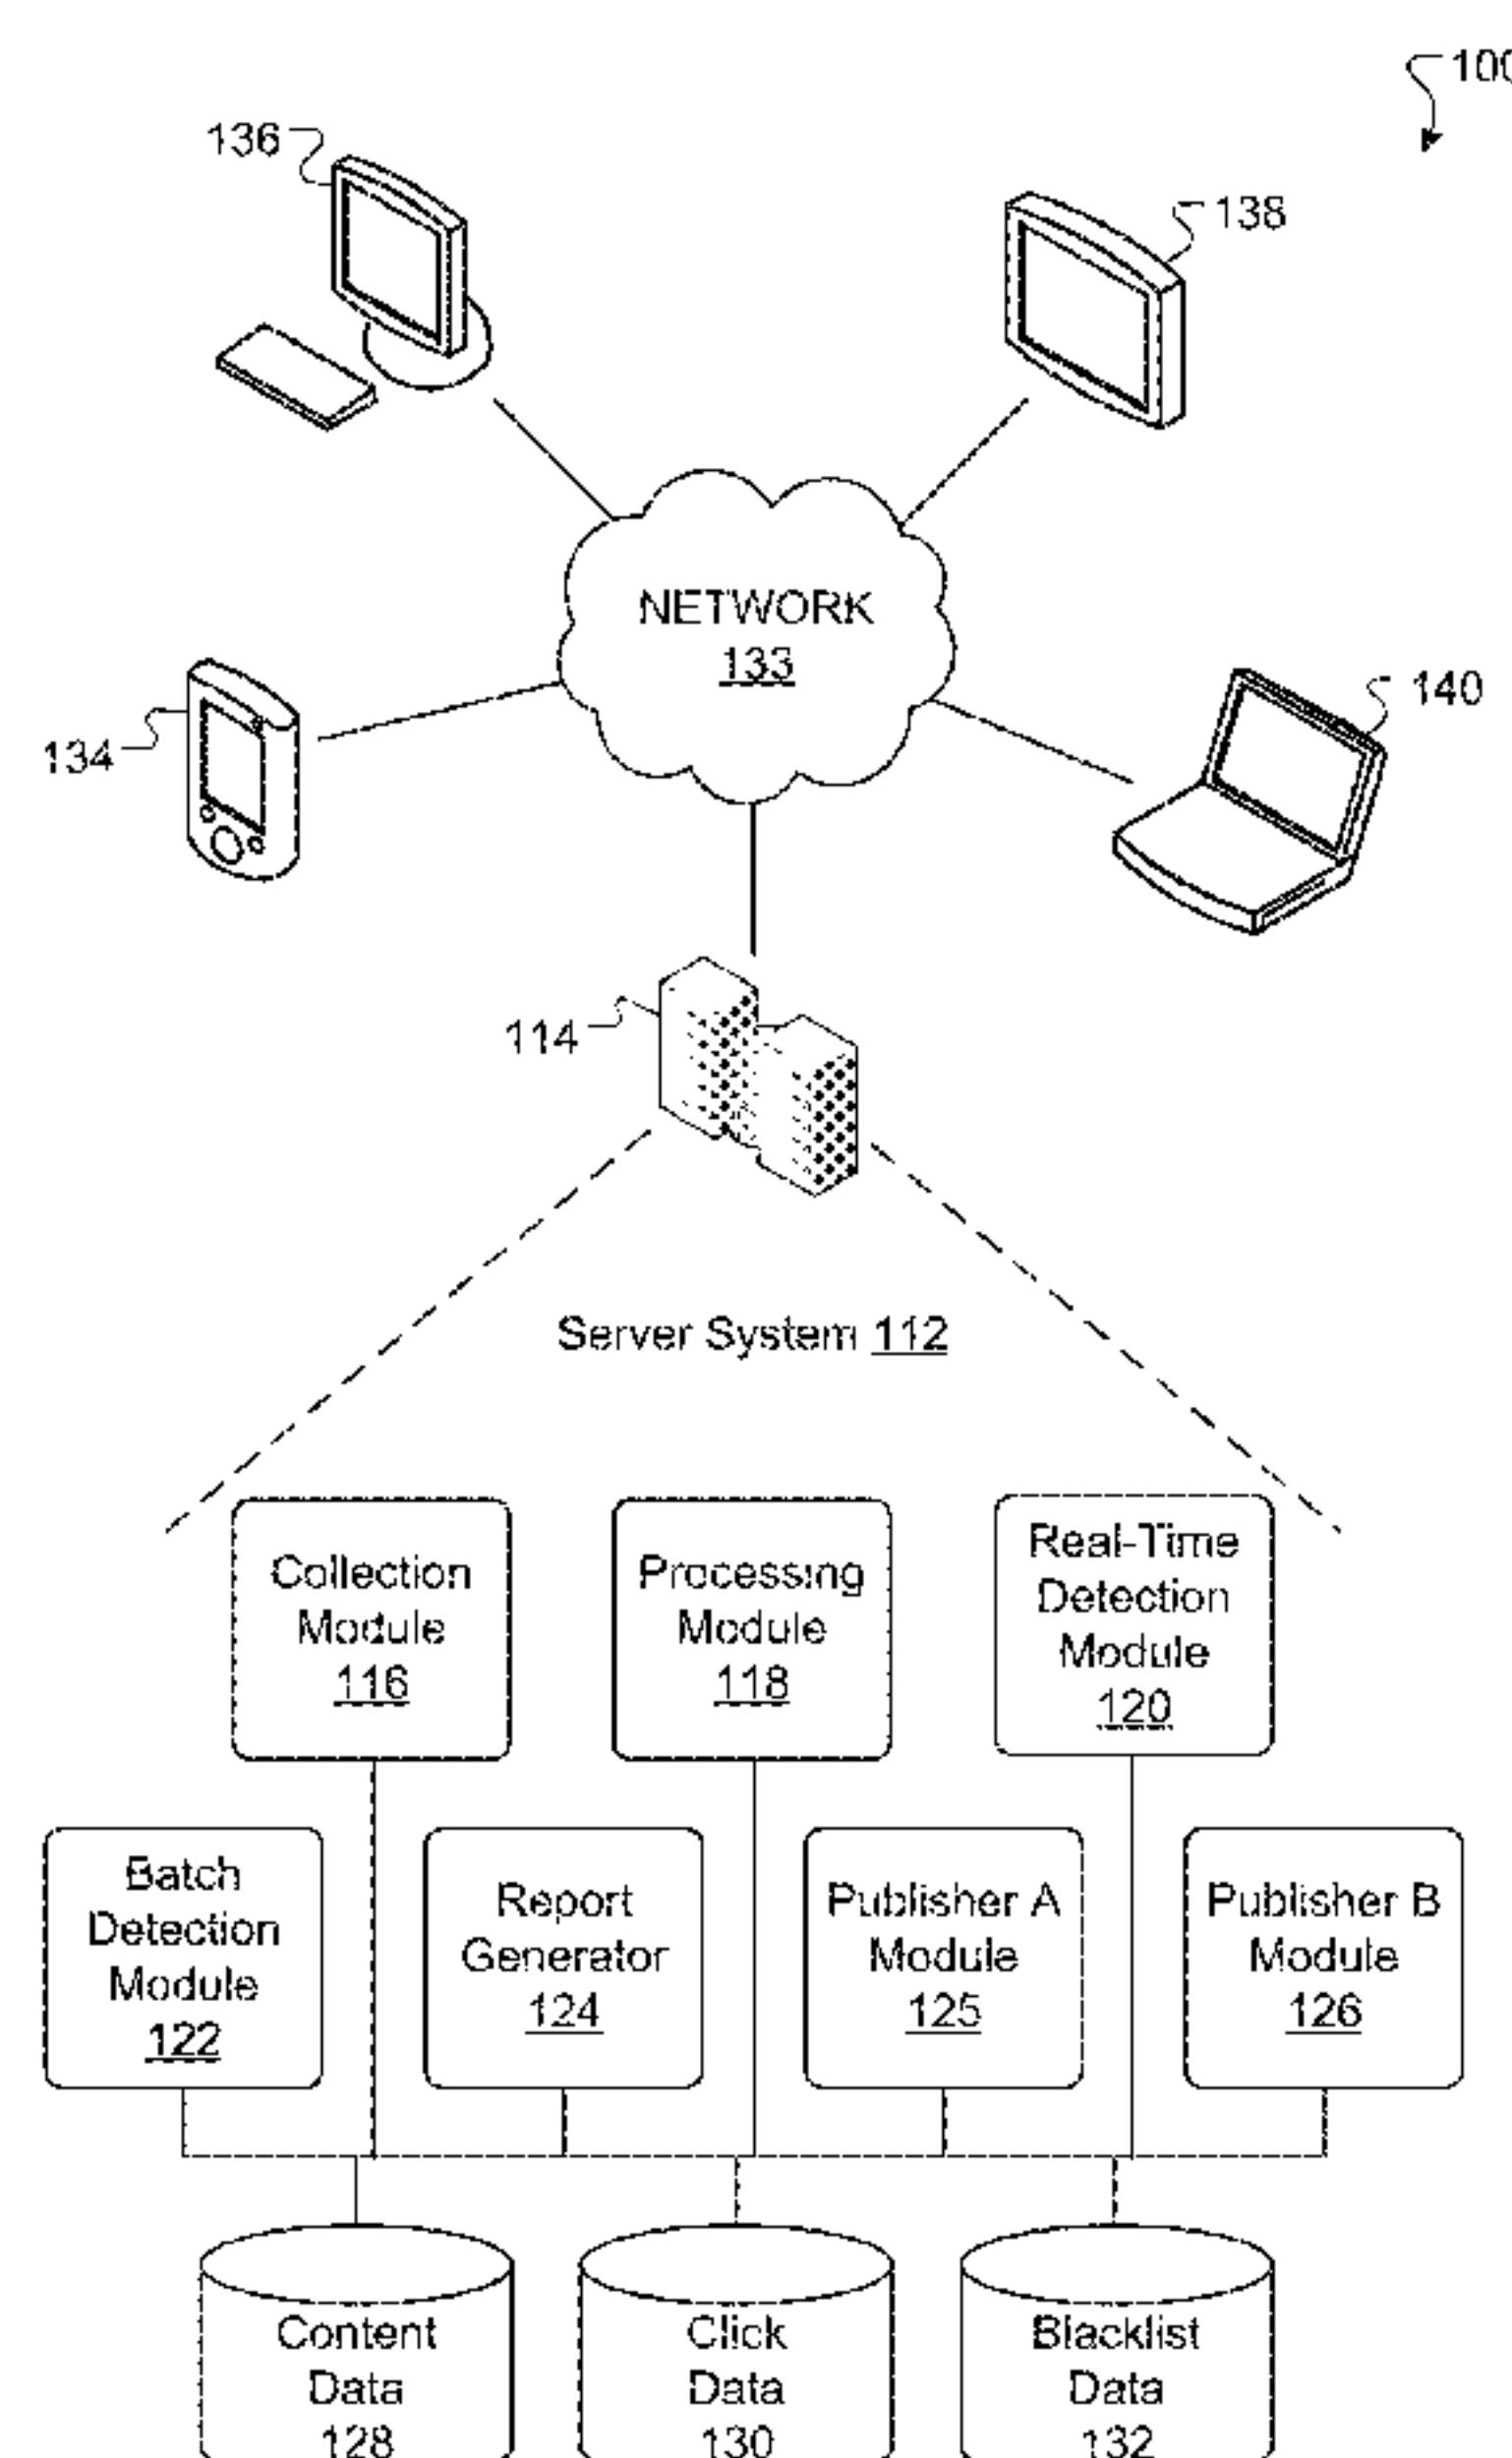 100
136
138
NETWORK
133
134
140
114
Server System 112
Collection
Module
116
Processing
Module
118
Real-Time
Detection
Module
120
Batch
Detection
Module
122
Report
Generator
124
Publisher A
Module
125
Publisher B
Module
126
Content
Data
128
Click
Data
130
Blacklist
Data
132